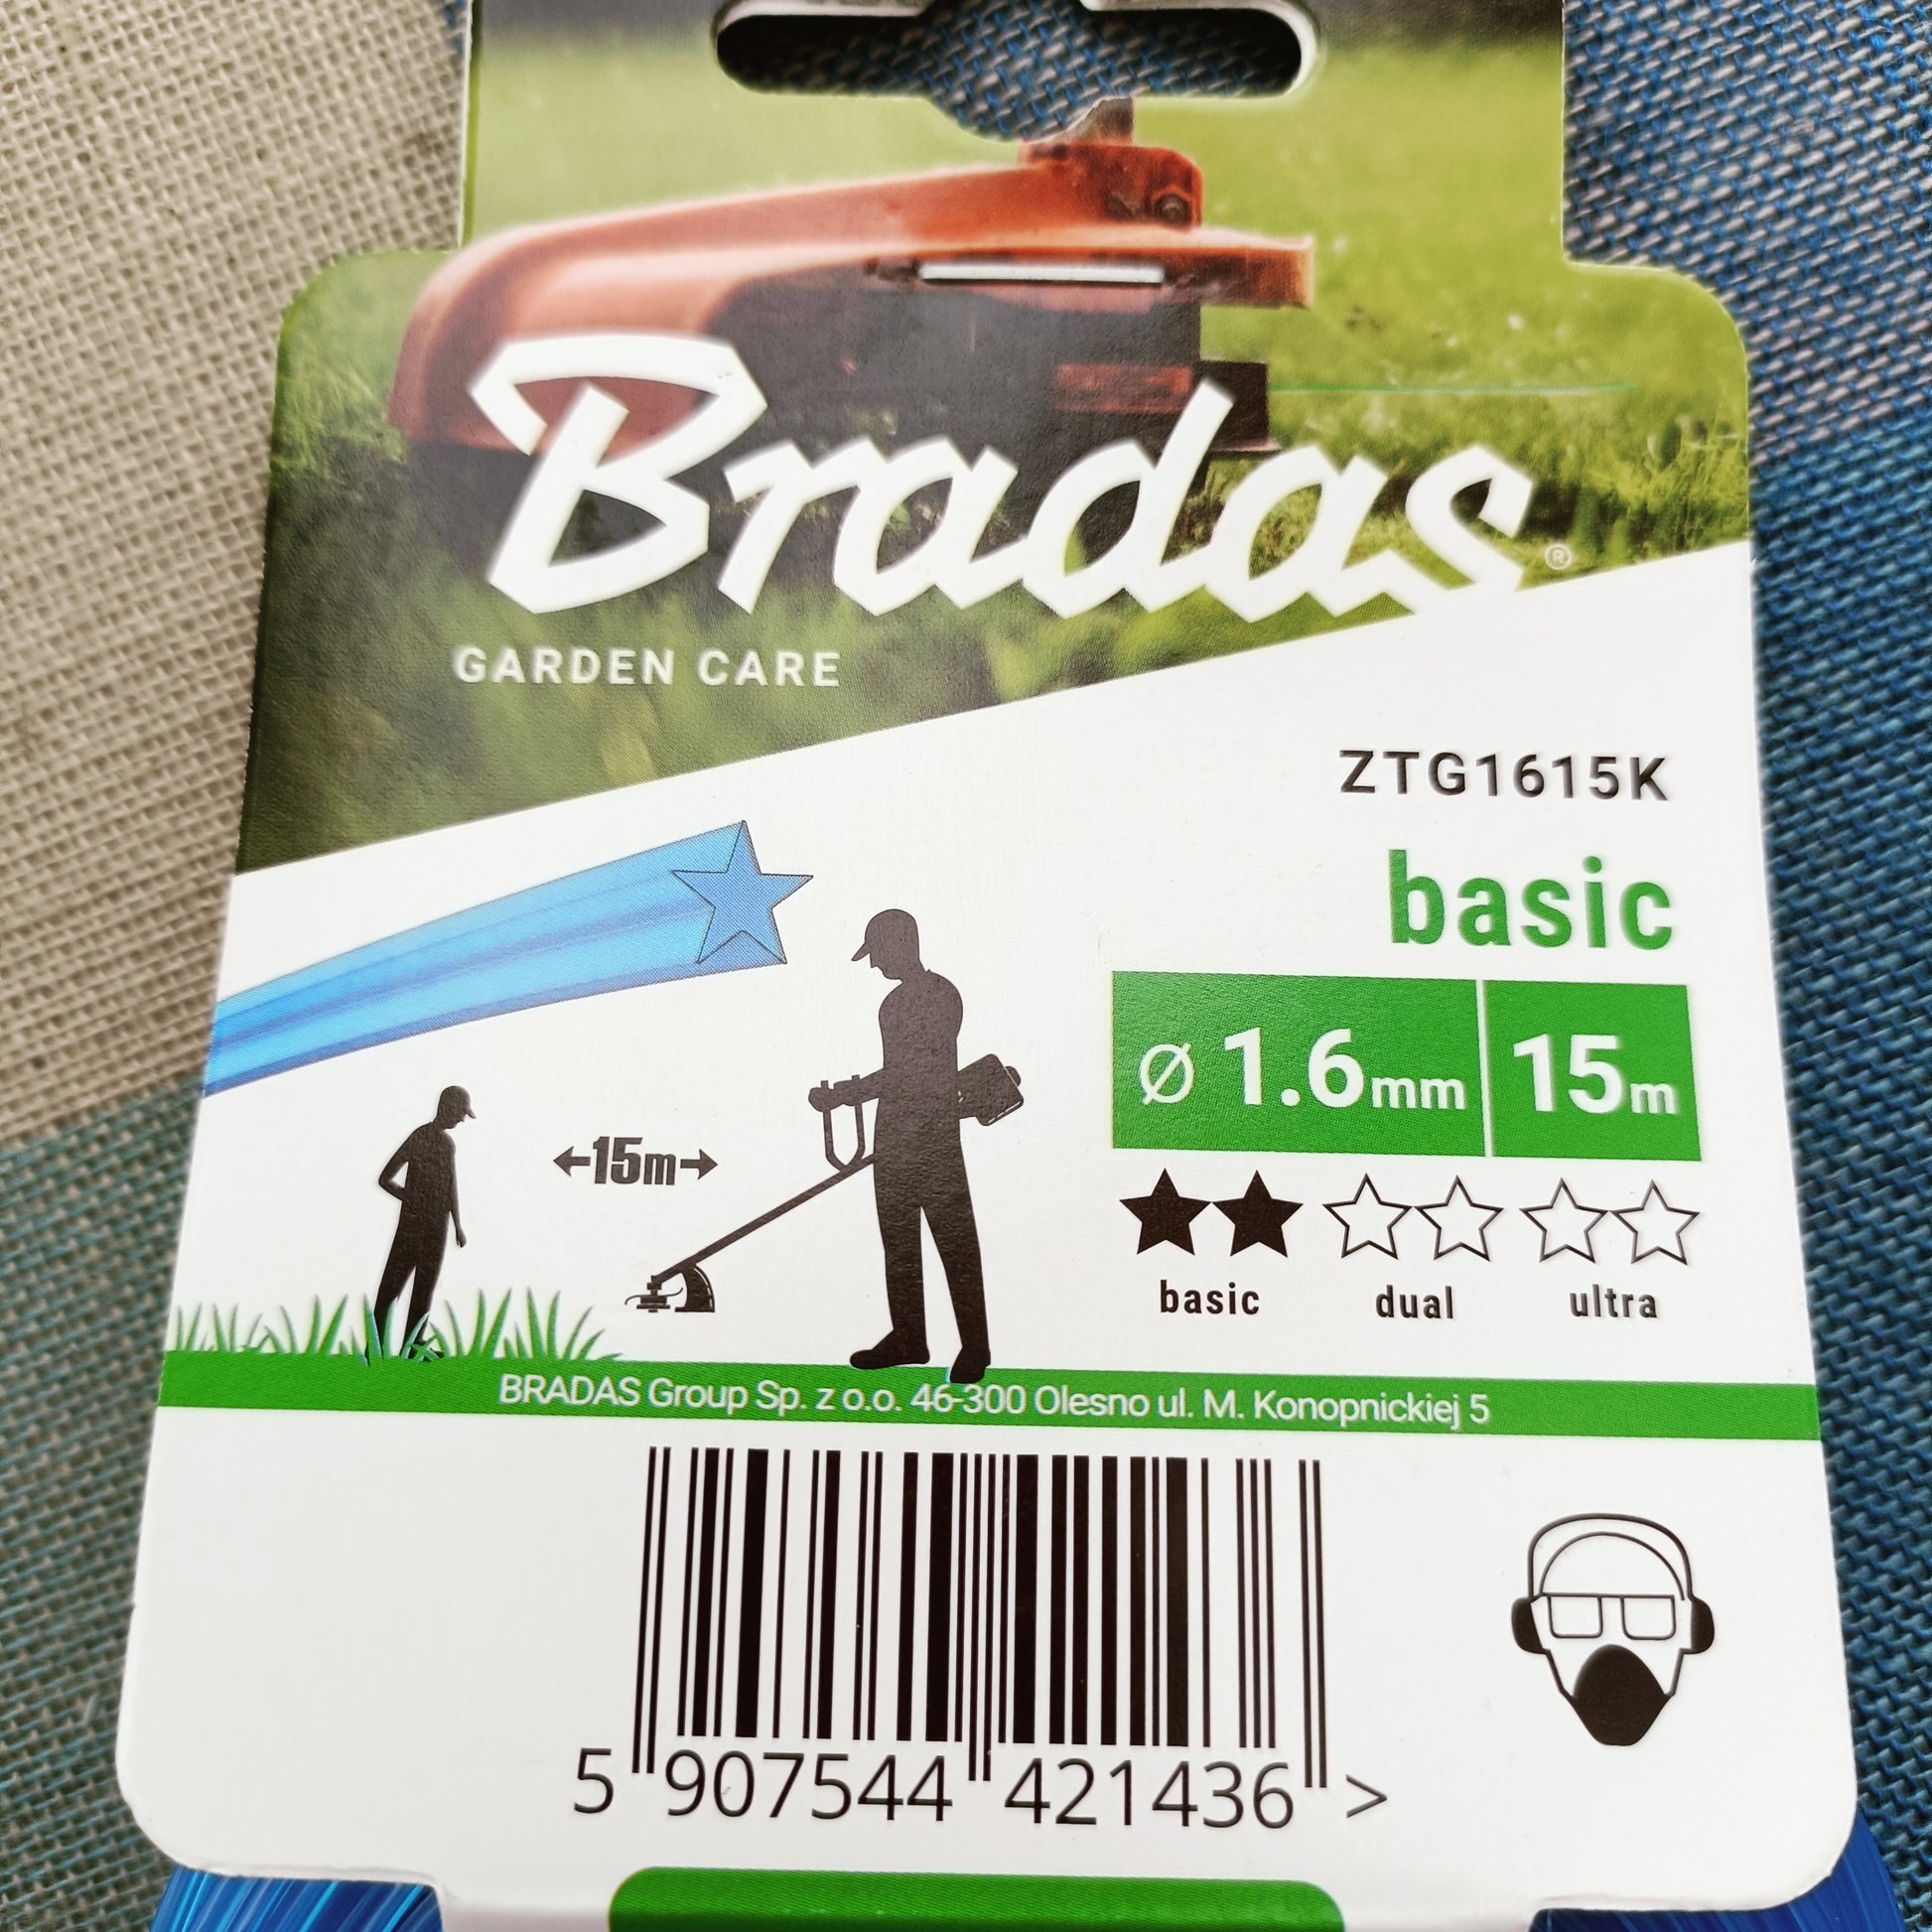 Bradas®
GARDEN CARE
ZTG1615K
basic
Ø 1.6mm 15m
15m
basic dual ultra
BRADAS Group Sp. z o.o. 46-300 Olesno ul. M. Konopnickiej 5
5 907544 421436 >